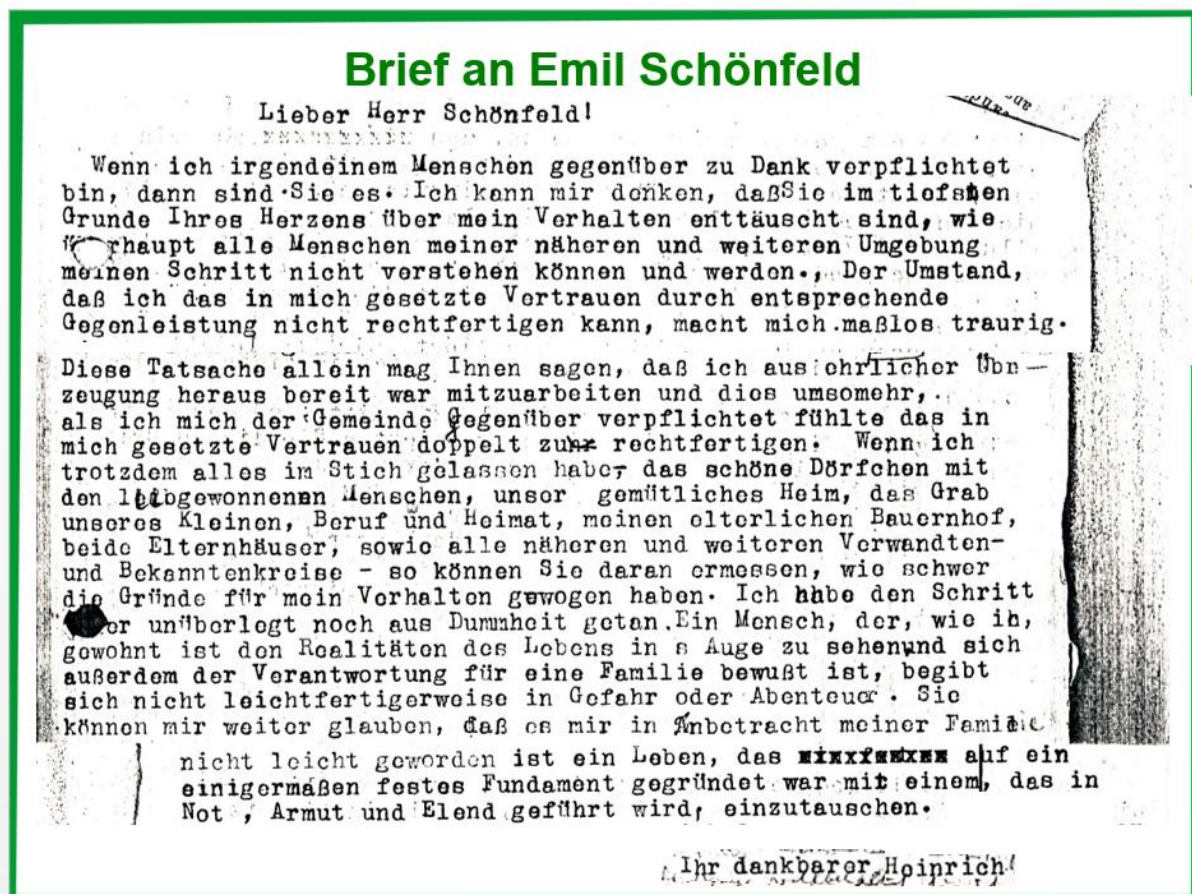 Brief an Emil Schönfeld
Lieber Herr Schönfeld!
Wenn ich irgendeinem Menschen gegenüber zu Dank verpflichtet
bin, dann sind Sie es. Ich kann mir denken, daßSie im tiefsten
Grunde Ihres Herzens über mein Verhalten enttäuscht sind, wie
rhaupt alle Menschen meiner näheren und weiteren Umgebung
meinen Schritt nicht verstehen können und werden., Der Umstand,
daß ich das in mich gesetzte Vertrauen durch entsprechende
Gegenleistung nicht rechtfertigen kann, macht mich maßlos traurig.
Diese Tatsache allein mag Ihnen sagen, daß ich aus ehrlicher Übn—
zeugung heraus bereit war mitzuarbeiten und dies umsomehr,
als ich mich der Gemeinde gegenüber verpflichtet fühlte das in
mich gesetzte Vertrauen doppelt zu rechtfertigen. Wenn ich
trotzdem alles im Stich gelassen habe, das schöne Dörfchen mit
den liebgewonnenen Menschen, unser gemütliches Heim, das Grab
unseres Kleinen, Beruf und Heimat, meinen elterlichen Bauernhof,
beide Elternhäuser, sowie alle näheren und weiteren Verwandten-
und Bekanntenkreise - so können Sie daran ermessen, wie schwer
die Gründe für mein Verhalten gewogen haben. Ich habe den Schritt
er unüberlegt noch aus Dummheit getan. Ein Mensch, der, wie ih,
gewohnt ist den Realitäten des Lebens in s Auge zu sehenund sich
außerdem der Verantwortung für eine Familie bewußt ist, begibt
sich nicht leichtfertigerweise in Gefahr oder Abenteuer. Sie
können mir weiter glauben, daß es mir in Anbetracht meiner Familie
nicht leicht geworden ist ein Leben, das auf ein
einigermaßen festes Fundament gegründet war mit einem, das in
Not , Armut und Elend geführt wird, einzutauschen.
Ihr dankbarer Heinrich!